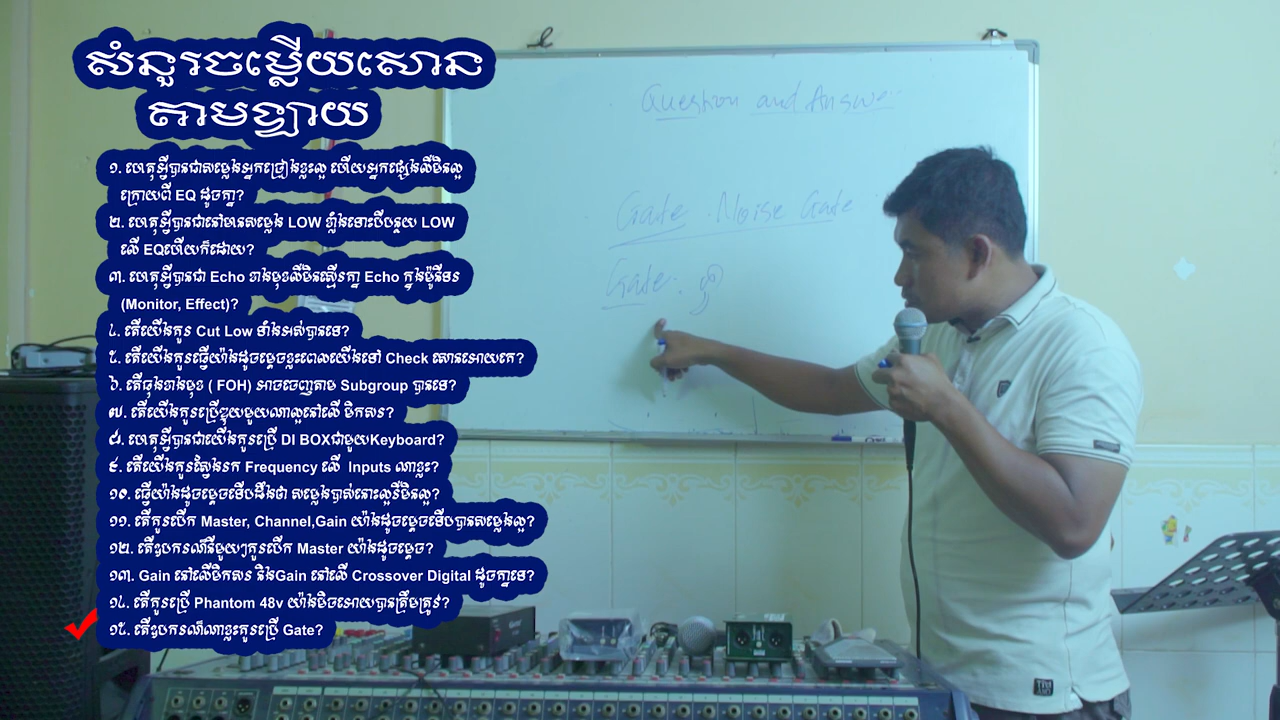 សំនួរចម្លើយសោន
តាមឡាយ
១. ហេតុអ្វីបានជាសម្លេងអ្នកច្រៀងខ្លះល្អ ហើយអ្នកផ្សេងលឺមិនល្អ
ក្រោយពី EQ ដូចគ្នា?
២. ហេតុអ្វីបានជានៅមានសម្លេង LOW ខ្លាំងទោះបីបន្ថយ LOW
លើ EQហើយក៏ដោយ?
៣. ហេតុអ្វីបានជា Echo ខាងមុខលឺមិនស្មើរគ្នា Echo ក្នុងម៉ូនីទ័រ
(Monitor, Effect)?
៤. តើយើងគួរ Cut Low ទាំងអស់បានទេ?
៥. តើយើងគួរធ្វើយ៉ាងដូចម្តេចខ្លះពេលយើងទៅ Check សោនអោយគេ?
៦. តើធុងខាងមុខ ( FOH) អាចចេញតាម Subgroup បានទេ?
៧. តើយើងគួរប្រើឌុយមូយណាល្អនៅលើ មិកសរ?
៨. ហេតុអ្វីបានជាយើងគួរប្រើ DI BOXជាមួយKeyboard?
៩. តើយើងគួរស្វែងរក Frequency លើ Inputs ណាខ្លះ?
១០. ធ្វើយ៉ាងដូចម្តេចទើបដឹងថា សម្លេងបាស់នោះល្អរឺមិនល្អ?
១១. តើគួរបើក Master, Channel,Gain យ៉ាងដូចម្តេចទើបបានសម្លេងល្អ?
១២. តើឧបករណ៍នីមួយៗគួរបើក Master យ៉ាងដូចម្តេច?
១៣. Gain នៅលើមិកសរ និងGain នៅលើ Crossover Digital ដូចគ្នាទេ?
១៤. តើគួរប្រើ Phantom 48v យ៉ាងមិចអោយបានត្រឹមត្រូវ?
១៥. តើឧបករណ៏ណាខ្លះគួរប្រើ Gate?
Question and Answer
Gate . Noise Gate
Gate : ភ្លឺ